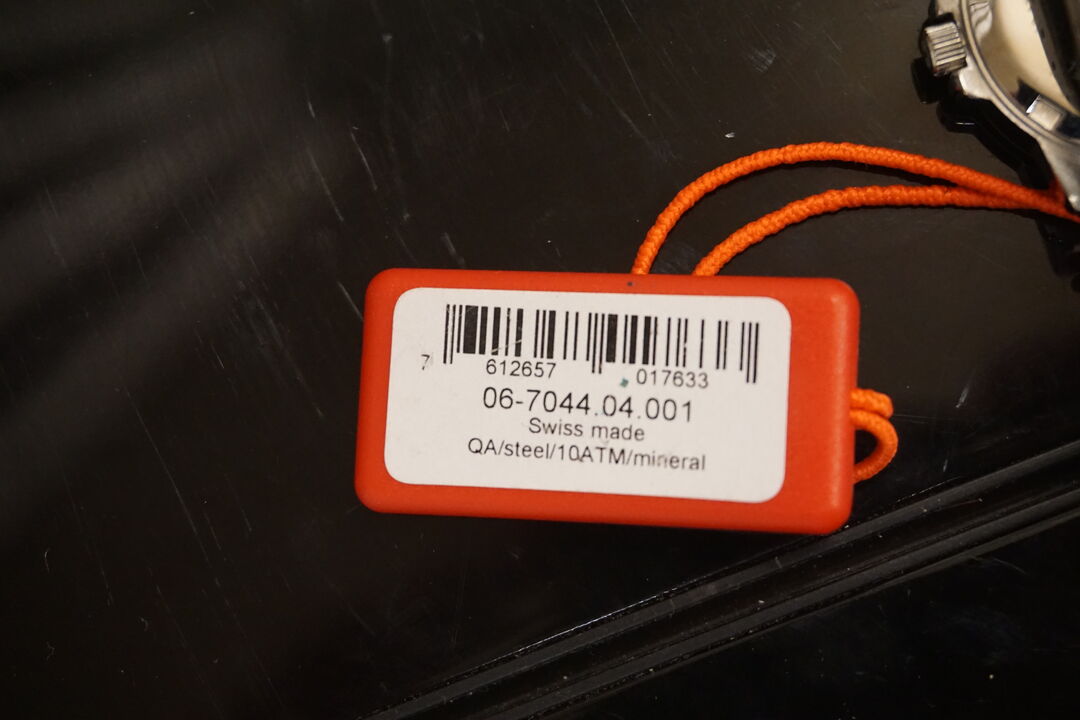 7 612657 017633
06-7044.04.001
Swiss made
QA/steel/10ATM/mineral